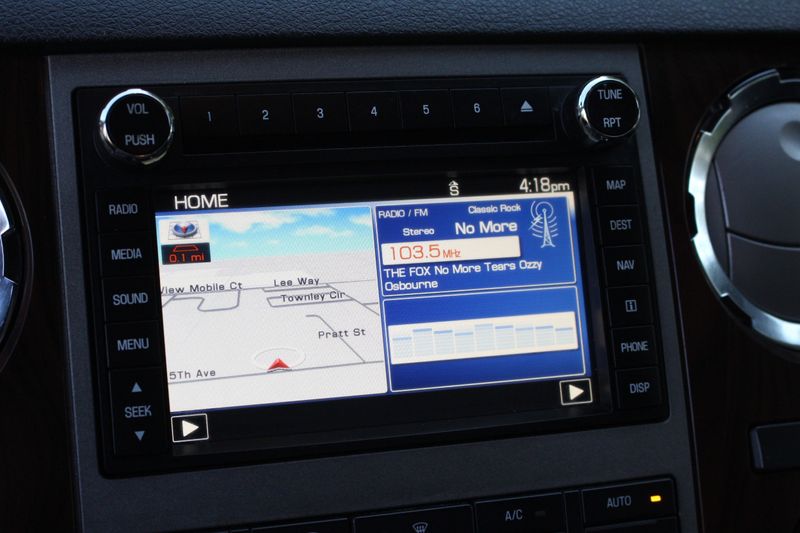 VOL
PUSH
1 2 3 4 5 6
TUNE
RPT
RADIO
MEDIA
SOUND
MENU
SEEK
HOME
S
4:18pm
0.1 mi
View Mobile Ct
Lee Way
Townley Cir
Pratt St
5Th Ave
RADIO / FM
Classic Rock
Stereo
No More
103.5 MHz
THE FOX No More Tears Ozzy
Osbourne
MAP
DEST
NAV
i
PHONE
DISP
A/C
AUTO